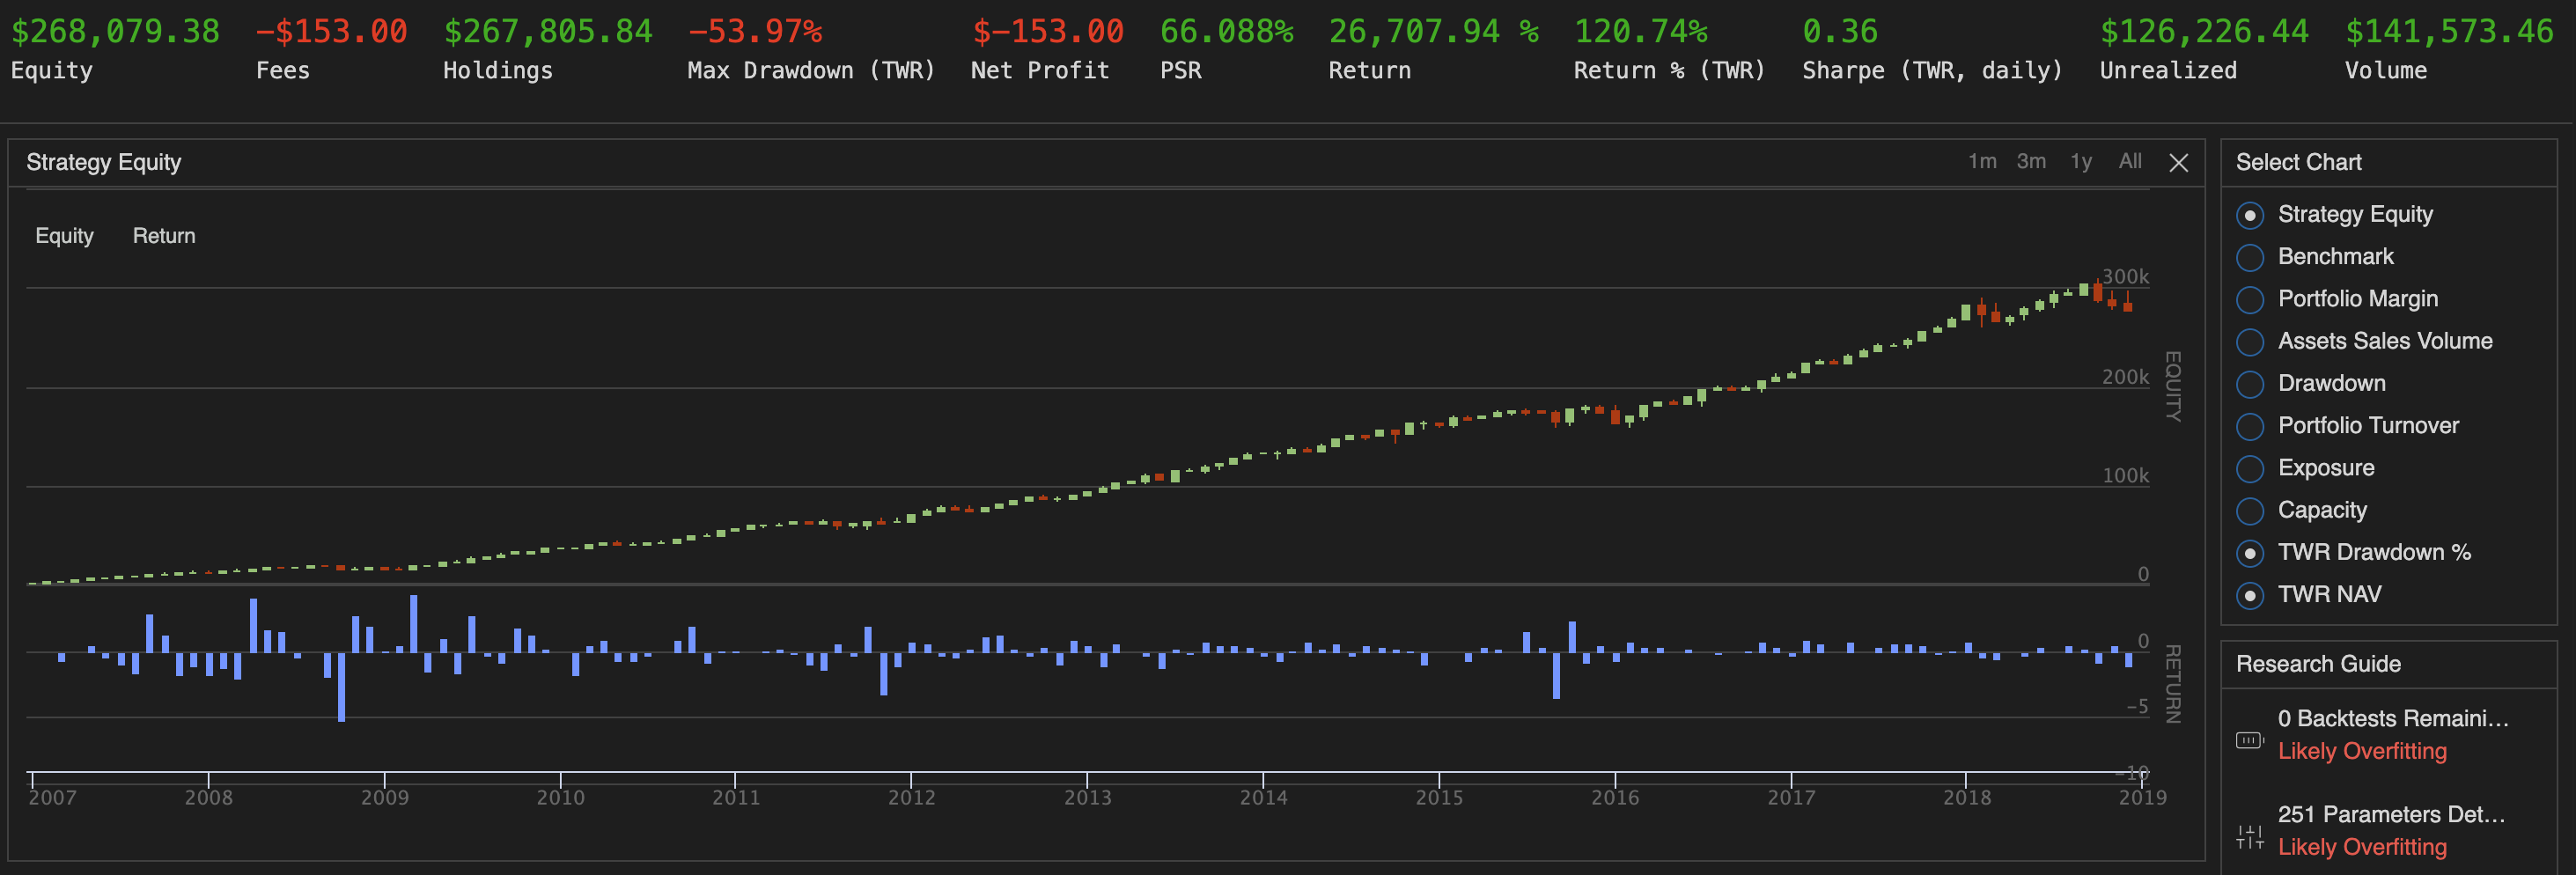 $268,079.38 -$153.00 $267,805.84 -53.97% $-153.00 66.088% 26,707.94 % 120.74% 0.36 $126,226.44 $141,573.46
Equity Fees Holdings Max Drawdown (TWR) Net Profit PSR Return Return % (TWR) Sharpe (TWR, daily) Unrealized Volume
Strategy Equity 1m 3m 1y All
Equity Return
300k
200k
100k
0
EQUITY
0
-5
-10
RETURN
2007 2008 2009 2010 2011 2012 2013 2014 2015 2016 2017 2018 2019
Select Chart
Strategy Equity
Benchmark
Portfolio Margin
Assets Sales Volume
Drawdown
Portfolio Turnover
Exposure
Capacity
TWR Drawdown %
TWR NAV
Research Guide
0 Backtests Remaini...
Likely Overfitting
251 Parameters Det...
Likely Overfitting